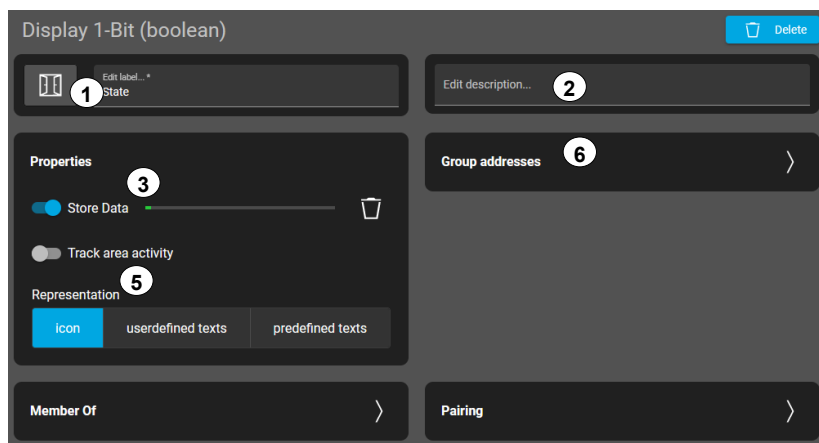 Display 1-Bit (boolean)
Delete
1
Edit label... *
State
Edit description...
2
Properties
3
Store Data
Track area activity
5
Representation
icon
userdefined texts
predefined texts
Group addresses
6
Member Of
Pairing